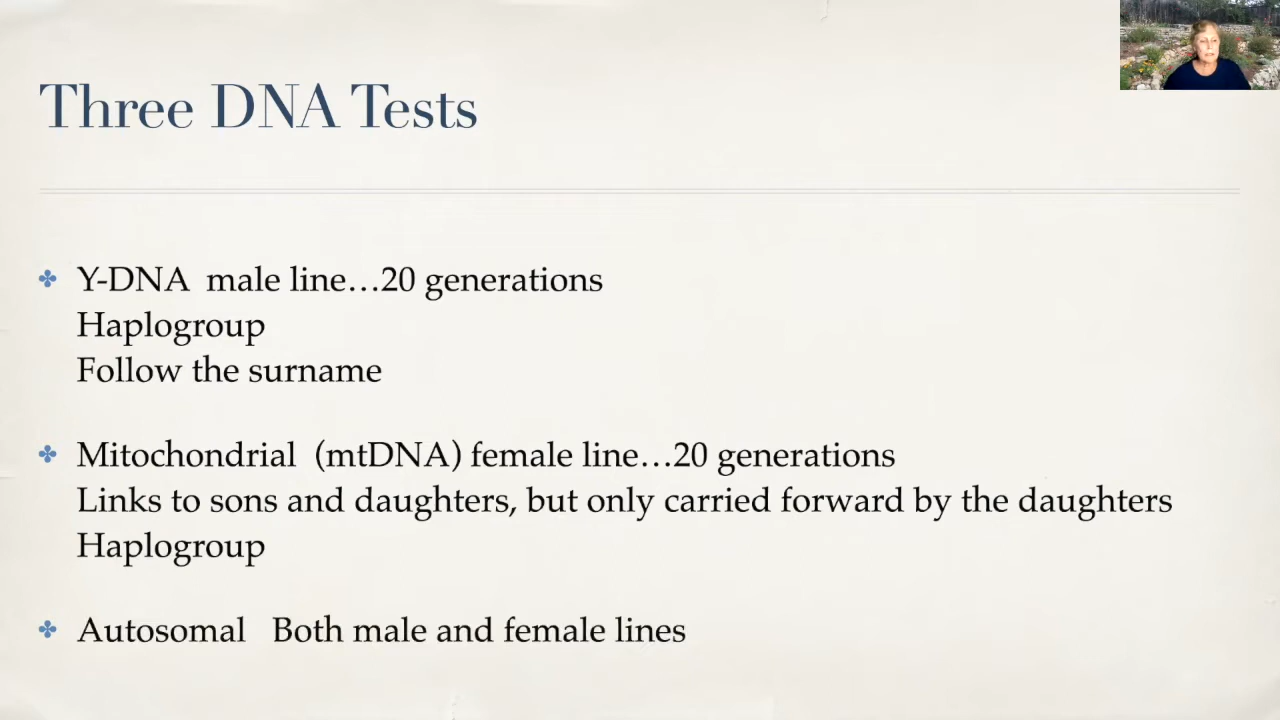 Three DNA Tests
Y-DNA male line…20 generations
Haplogroup
Follow the surname
Mitochondrial (mtDNA) female line…20 generations
Links to sons and daughters, but only carried forward by the daughters
Haplogroup
Autosomal Both male and female lines